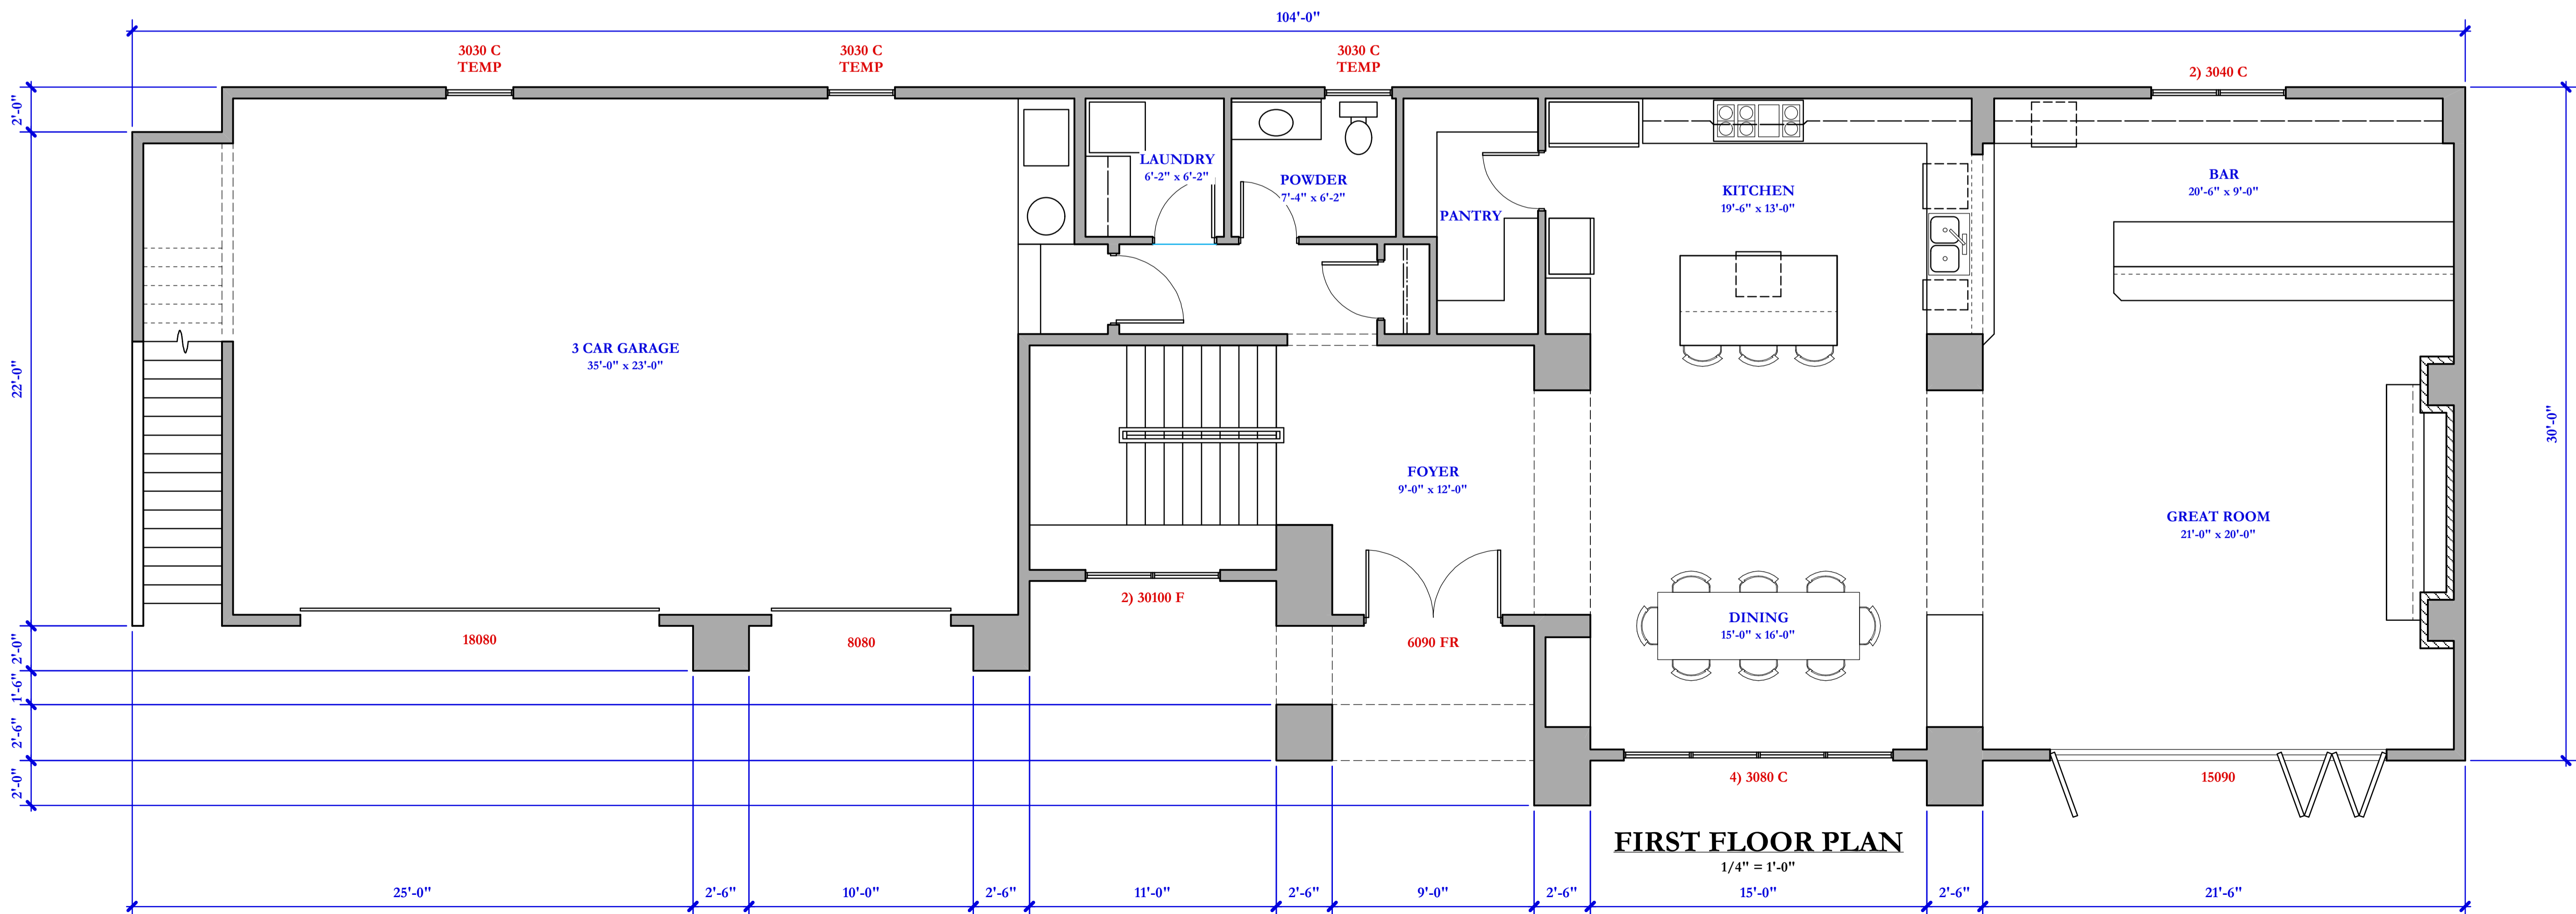 104'-0"
3030 C
TEMP
3030 C
TEMP
3030 C
TEMP
2) 3040 C
2'-0"
22'-0"
2'-0"
1'-6"
2'-6"
2'-0"
30'-0"
LAUNDRY
6'-2" x 6'-2"
POWDER
7'-4" x 6'-2"
PANTRY
KITCHEN
19'-6" x 13'-0"
BAR
20'-6" x 9'-0"
3 CAR GARAGE
35'-0" x 23'-0"
FOYER
9'-0" x 12'-0"
GREAT ROOM
21'-0" x 20'-0"
DINING
15'-0" x 16'-0"
2) 30100 F
18080
8080
6090 FR
4) 3080 C
15090
FIRST FLOOR PLAN
1/4" = 1'-0"
25'-0"
2'-6"
10'-0"
2'-6"
11'-0"
2'-6"
9'-0"
2'-6"
15'-0"
2'-6"
21'-6"